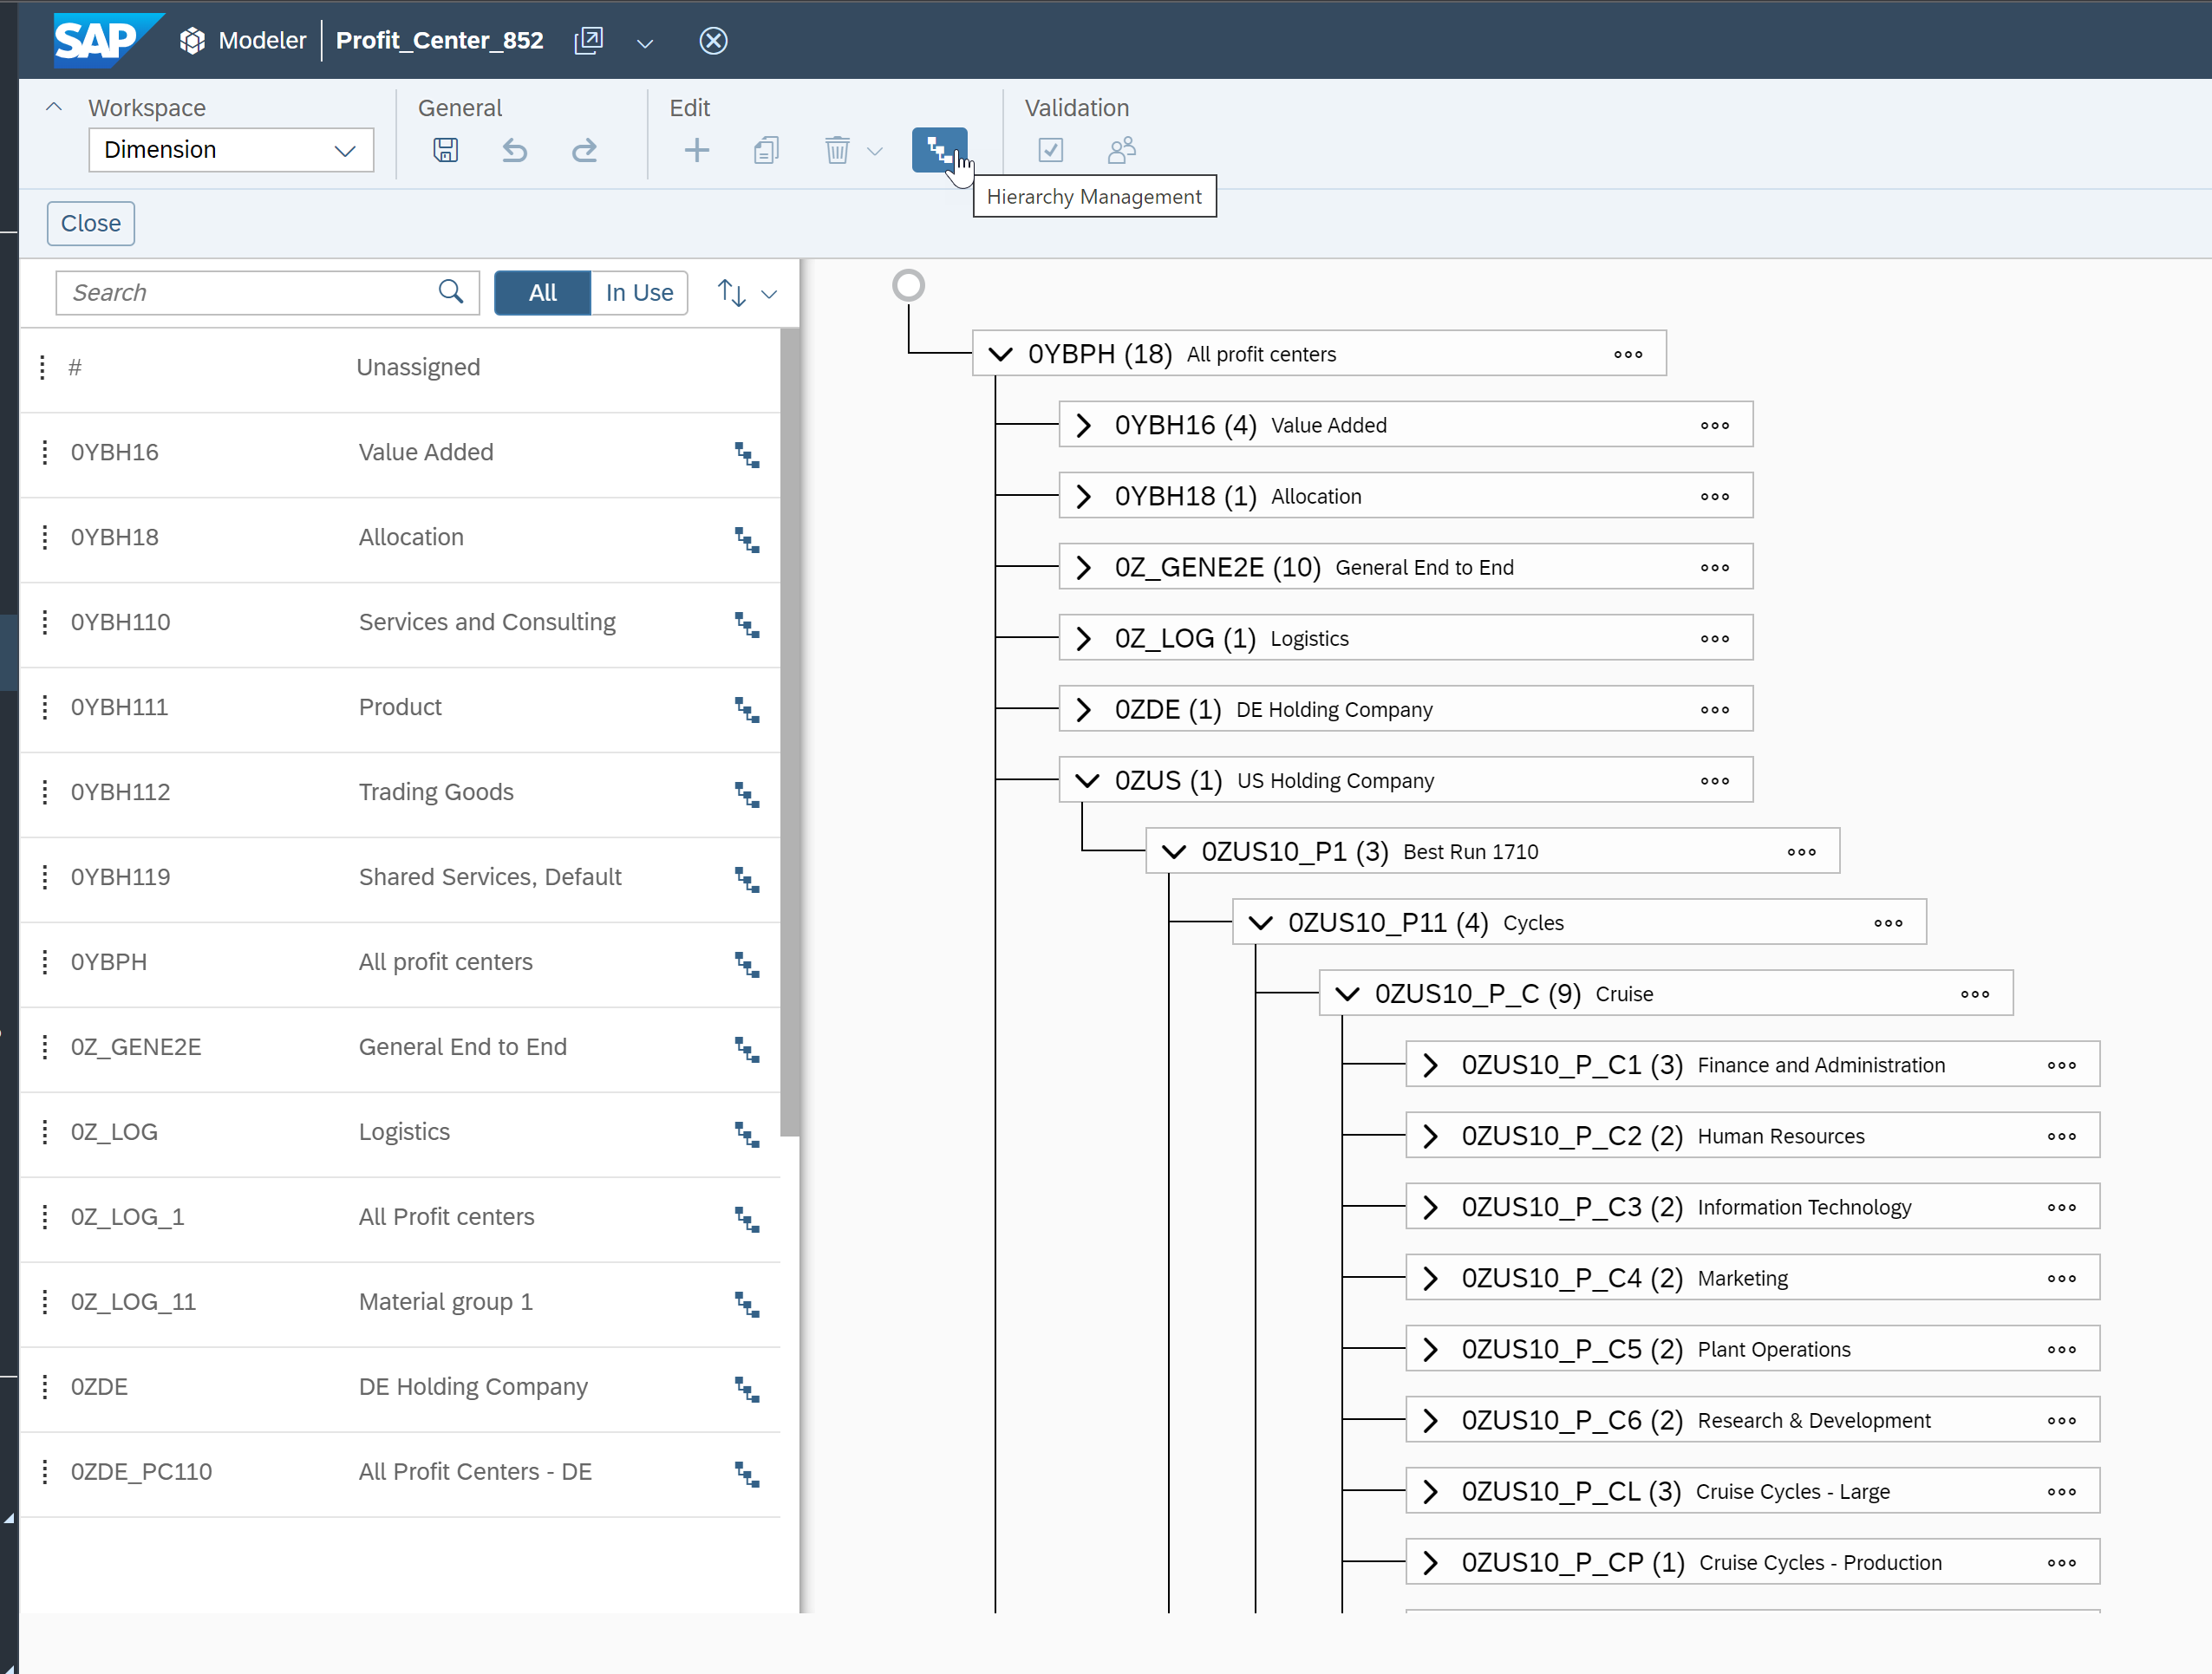 SAP Modeler Profit_Center_852
Workspace General Edit Validation
Dimension
Hierarchy Management
Close
Search All In Use
# Unassigned
0YBH16 Value Added
0YBH18 Allocation
0YBH110 Services and Consulting
0YBH111 Product
0YBH112 Trading Goods
0YBH119 Shared Services, Default
0YBPH All profit centers
0Z_GENE2E General End to End
0Z_LOG Logistics
0Z_LOG_1 All Profit centers
0Z_LOG_11 Material group 1
0ZDE DE Holding Company
0ZDE_PC110 All Profit Centers - DE
0YBPH (18) All profit centers
0YBH16 (4) Value Added
0YBH18 (1) Allocation
0Z_GENE2E (10) General End to End
0Z_LOG (1) Logistics
0ZDE (1) DE Holding Company
0ZUS (1) US Holding Company
0ZUS10_P1 (3) Best Run 1710
0ZUS10_P11 (4) Cycles
0ZUS10_P_C (9) Cruise
0ZUS10_P_C1 (3) Finance and Administration
0ZUS10_P_C2 (2) Human Resources
0ZUS10_P_C3 (2) Information Technology
0ZUS10_P_C4 (2) Marketing
0ZUS10_P_C5 (2) Plant Operations
0ZUS10_P_C6 (2) Research & Development
0ZUS10_P_CL (3) Cruise Cycles - Large
0ZUS10_P_CP (1) Cruise Cycles - Production